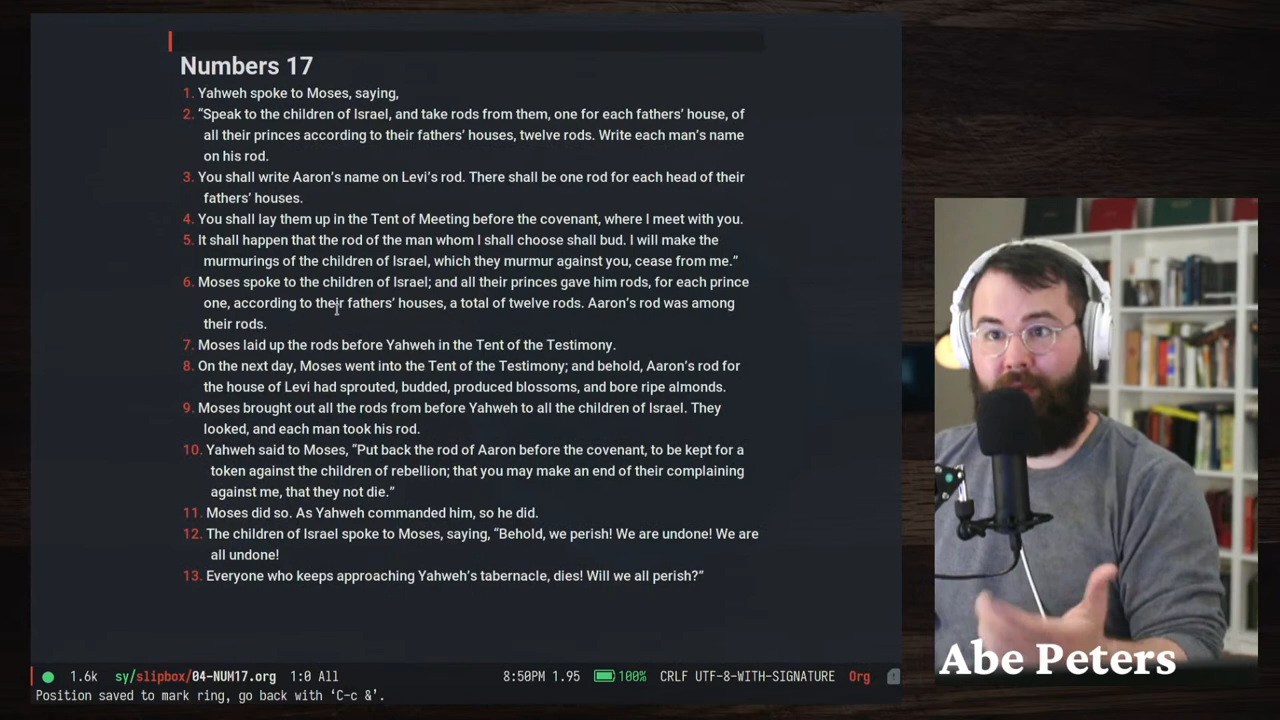 Numbers 17
1. Yahweh spoke to Moses, saying,
2. “Speak to the children of Israel, and take rods from them, one for each fathers’ house, of
all their princes according to their fathers’ houses, twelve rods. Write each man’s name
on his rod.
3. You shall write Aaron’s name on Levi’s rod. There shall be one rod for each head of their
fathers’ houses.
4. You shall lay them up in the Tent of Meeting before the covenant, where I meet with you.
5. It shall happen that the rod of the man whom I shall choose shall bud. I will make the
murmurings of the children of Israel, which they murmur against you, cease from me.”
6. Moses spoke to the children of Israel; and all their princes gave him rods, for each prince
one, according to their fathers’ houses, a total of twelve rods. Aaron’s rod was among
their rods.
7. Moses laid up the rods before Yahweh in the Tent of the Testimony.
8. On the next day, Moses went into the Tent of the Testimony; and behold, Aaron’s rod for
the house of Levi had sprouted, budded, produced blossoms, and bore ripe almonds.
9. Moses brought out all the rods from before Yahweh to all the children of Israel. They
looked, and each man took his rod.
10. Yahweh said to Moses, “Put back the rod of Aaron before the covenant, to be kept for a
token against the children of rebellion; that you may make an end of their complaining
against me, that they not die.”
11. Moses did so. As Yahweh commanded him, so he did.
12. The children of Israel spoke to Moses, saying, “Behold, we perish! We are undone! We are
all undone!
13. Everyone who keeps approaching Yahweh’s tabernacle, dies! Will we all perish?”
1.6k sy/slipbox/04-NUM17.org 1:0 All 8:50PM 1.95 100% CRLF UTF-8-WITH-SIGNATURE Org
Position saved to mark ring, go back with ‘C-c &’.
Abe Peters